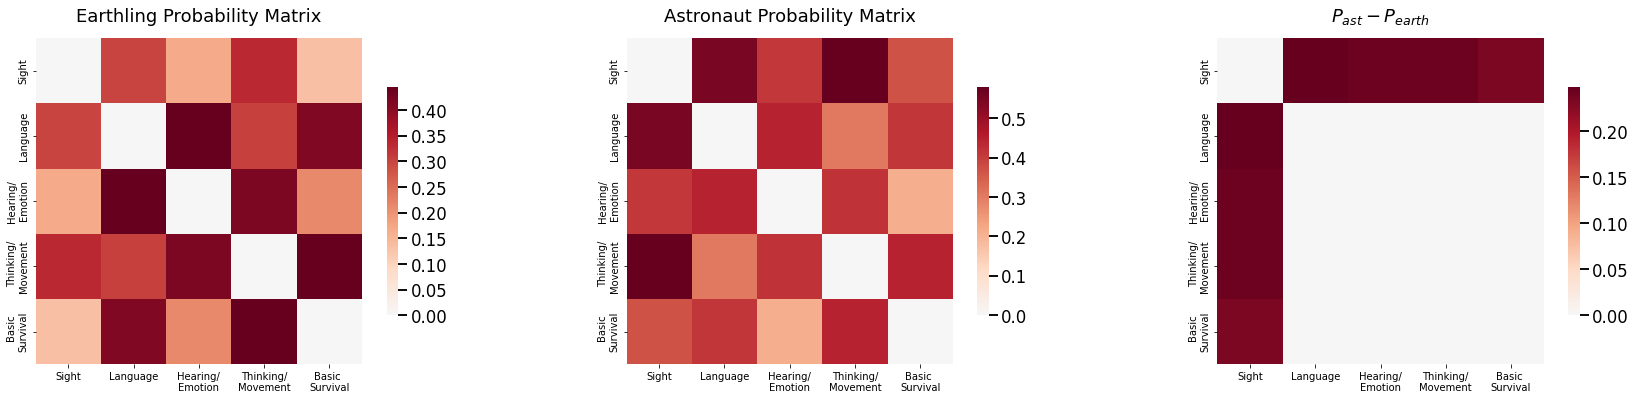 Earthling Probability Matrix
Sight
Language
Hearing/
Emotion
Thinking/
Movement
Basic
Survival
Sight
Language
Hearing/
Emotion
Thinking/
Movement
Basic
Survival
0.40
0.35
0.30
0.25
0.20
0.15
0.10
0.05
0.00
Astronaut Probability Matrix
Sight
Language
Hearing/
Emotion
Thinking/
Movement
Basic
Survival
Sight
Language
Hearing/
Emotion
Thinking/
Movement
Basic
Survival
0.5
0.4
0.3
0.2
0.1
0.0
P_ast − P_earth
Sight
Language
Hearing/
Emotion
Thinking/
Movement
Basic
Survival
Sight
Language
Hearing/
Emotion
Thinking/
Movement
Basic
Survival
0.20
0.15
0.10
0.05
0.00